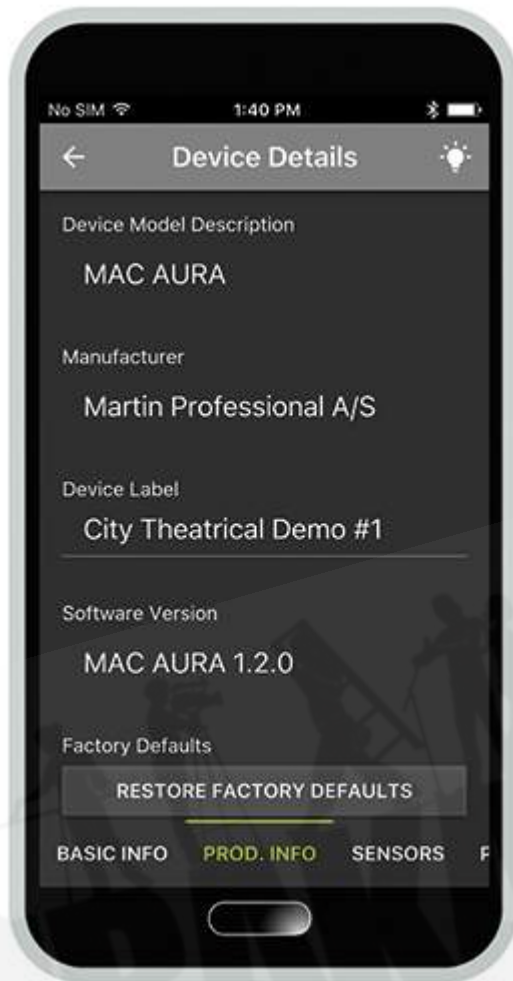 No SIM 1:40 PM
Device Details
Device Model Description
MAC AURA
Manufacturer
Martin Professional A/S
Device Label
City Theatrical Demo #1
Software Version
MAC AURA 1.2.0
Factory Defaults
RESTORE FACTORY DEFAULTS
BASIC INFO PROD. INFO SENSORS P